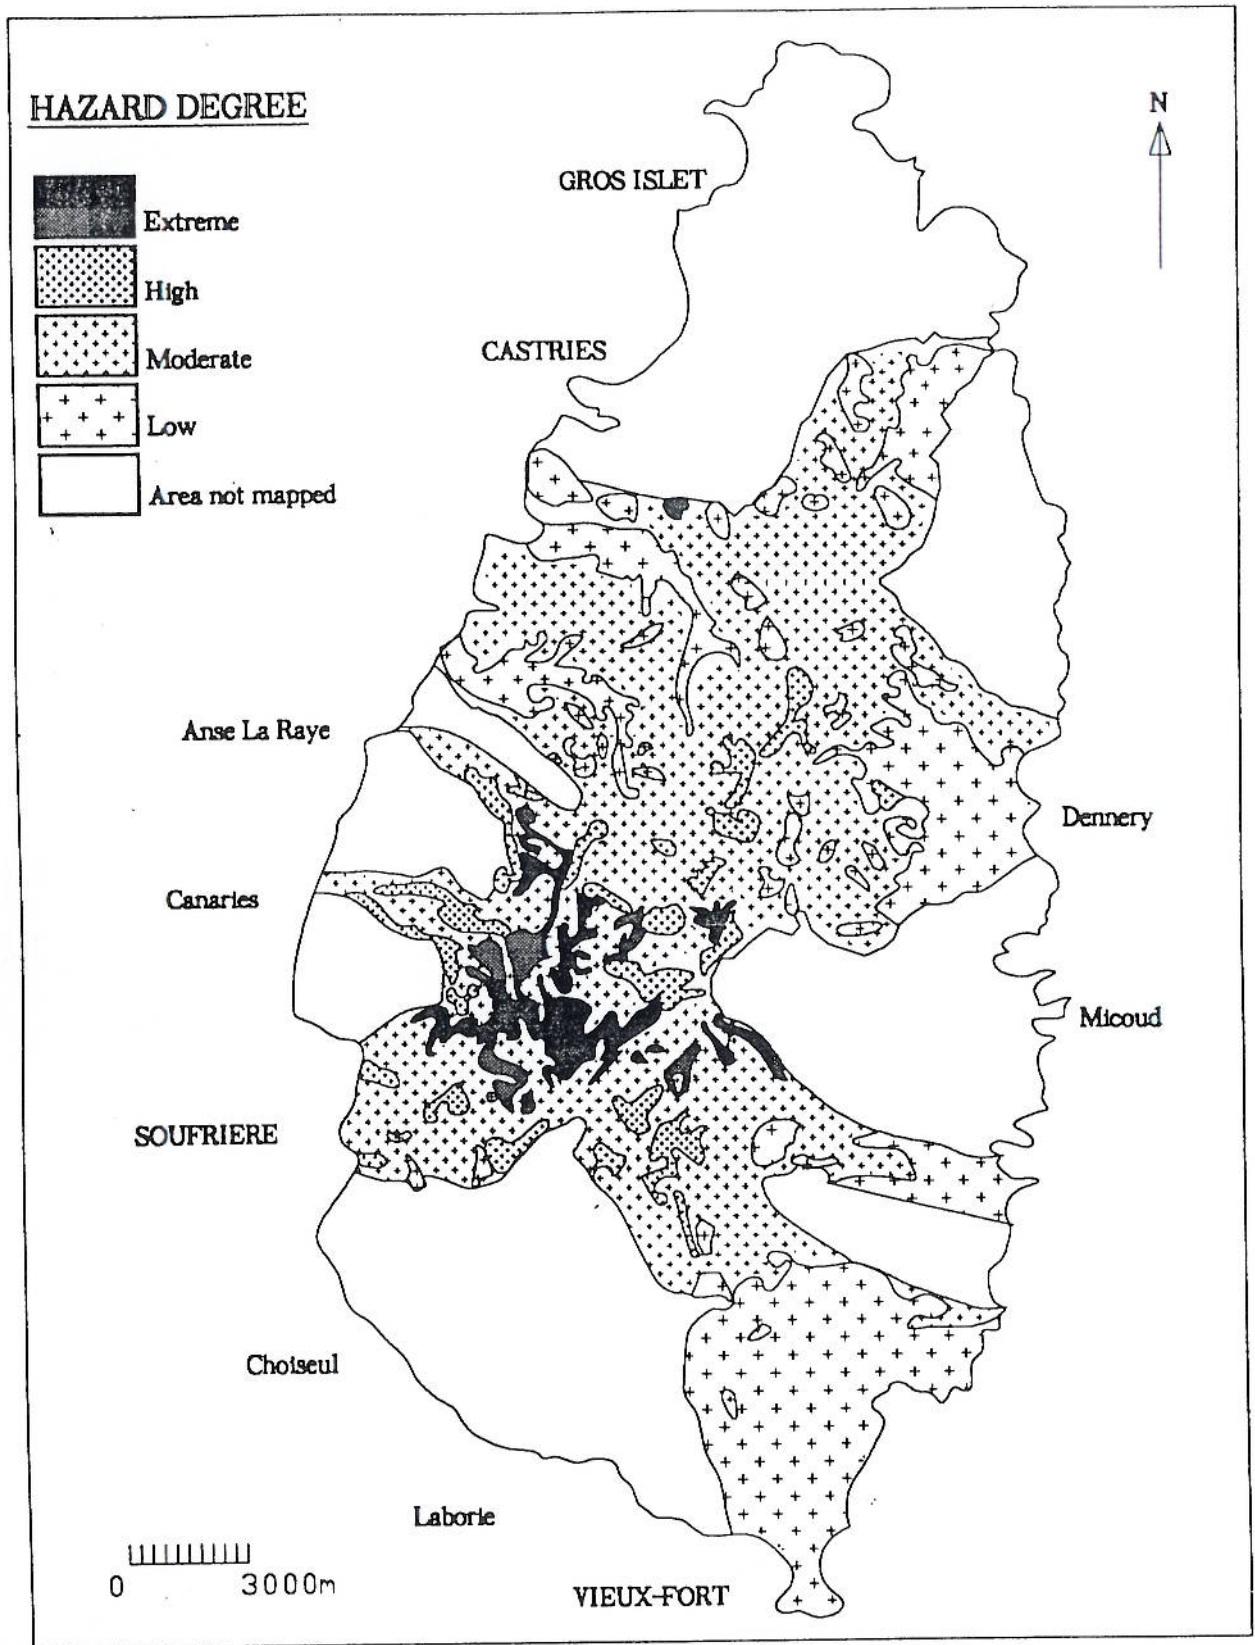 HAZARD DEGREE
N
GROS ISLET
Extreme
High
CASTRIES
Moderate
Low
Area not mapped
Anse La Raye
Dennery
Canaries
Micoud
SOUFRIERE
Choiseul
Laborie
0 3000m
VIEUX-FORT